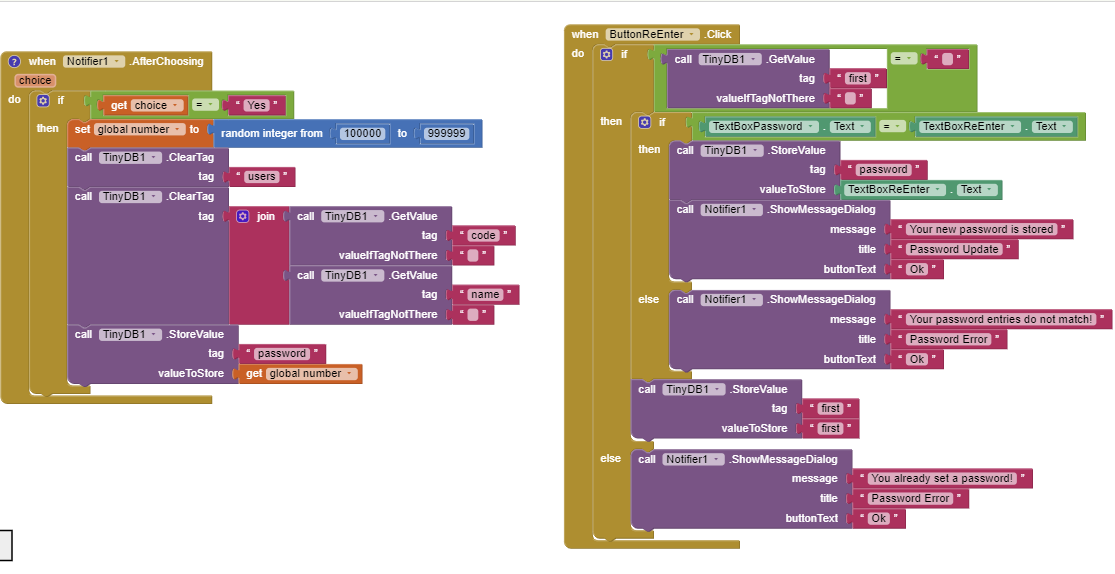 when Notifier1 .AfterChoosing
choice
do if get choice = " Yes "
then set global number to random integer from 100000 to 999999
call TinyDB1 .ClearTag
tag " users "
call TinyDB1 .ClearTag
tag join call TinyDB1 .GetValue
tag " code "
valueIfTagNotThere " "
call TinyDB1 .GetValue
tag " name "
valueIfTagNotThere " "
call TinyDB1 .StoreValue
tag " password "
valueToStore get global number
when ButtonReEnter .Click
do if call TinyDB1 .GetValue = " "
tag " first "
valueIfTagNotThere " "
then if TextBoxPassword . Text = TextBoxReEnter . Text
then call TinyDB1 .StoreValue
tag " password "
valueToStore TextBoxReEnter . Text
call Notifier1 .ShowMessageDialog
message " Your new password is stored "
title " Password Update "
buttonText " Ok "
else call Notifier1 .ShowMessageDialog
message " Your password entries do not match! "
title " Password Error "
buttonText " Ok "
call TinyDB1 .StoreValue
tag " first "
valueToStore " first "
else call Notifier1 .ShowMessageDialog
message " You already set a password! "
title " Password Error "
buttonText " Ok "